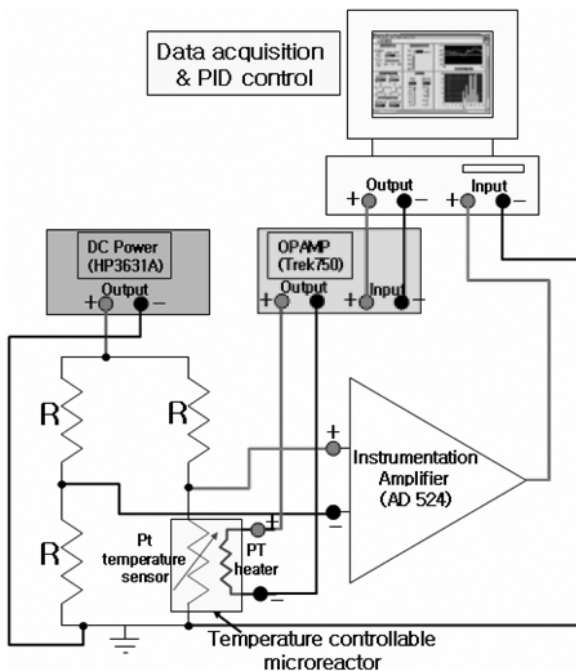 Data acquisition
& PID control
Output
Input
+
−
+
−
DC Power
(HP3631A)
Output
+
−
OPAMP
(Trek750)
Output
Input
+
+
−
R
R
R
+
−
Instrumentation
Amplifier
(AD 524)
Pt
temperature
sensor
+
PT
heater
−
Temperature controllable
microreactor